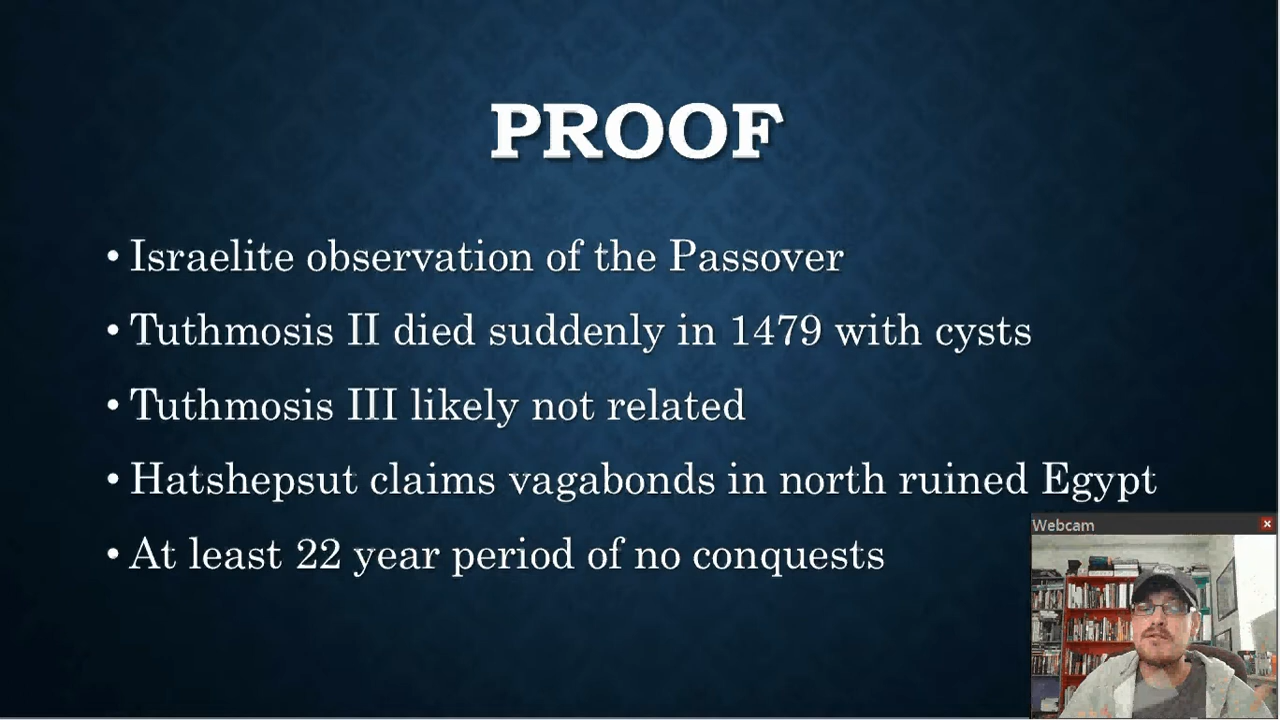 PROOF
• Israelite observation of the Passover
• Tuthmosis II died suddenly in 1479 with cysts
• Tuthmosis III likely not related
• Hatshepsut claims vagabonds in north ruined Egypt
• At least 22 year period of no conquests
Webcam